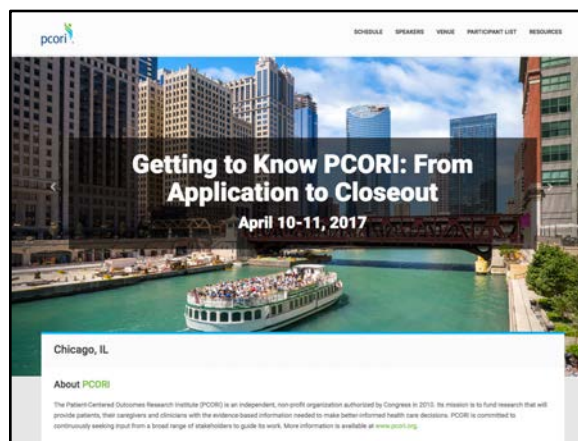 pcori
SCHEDULE SPEAKERS VENUE PARTICIPANT LIST RESOURCES
Getting to Know PCORI: From
Application to Closeout
April 10-11, 2017
Chicago, IL
About PCORI
The Patient-Centered Outcomes Research Institute (PCORI) is an independent, non-profit organization authorized by Congress in 2010. Its mission is to fund research that will
provide patients, their caregivers and clinicians with the evidence-based information needed to make better-informed health care decisions. PCORI is committed to
continuously seeking input from a broad range of stakeholders to guide its work. More information is available at www.pcori.org.